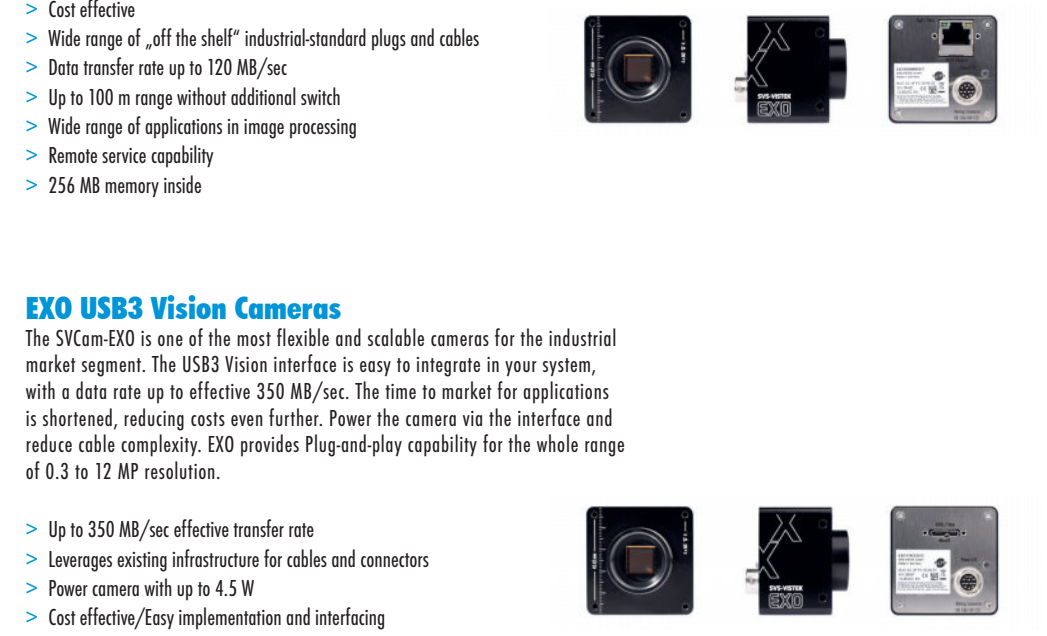 > Cost effective
> Wide range of „off the shelf“ industrial-standard plugs and cables
> Data transfer rate up to 120 MB/sec
> Up to 100 m range without additional switch
> Wide range of applications in image processing
> Remote service capability
> 256 MB memory inside
SVS-VISTEK
EXO
EXO USB3 Vision Cameras
The SVCam-EXO is one of the most flexible and scalable cameras for the industrial
market segment. The USB3 Vision interface is easy to integrate in your system,
with a data rate up to effective 350 MB/sec. The time to market for applications
is shortened, reducing costs even further. Power the camera via the interface and
reduce cable complexity. EXO provides Plug-and-play capability for the whole range
of 0.3 to 12 MP resolution.
> Up to 350 MB/sec effective transfer rate
> Leverages existing infrastructure for cables and connectors
> Power camera with up to 4.5 W
> Cost effective/Easy implementation and interfacing
SVS-VISTEK
EXO